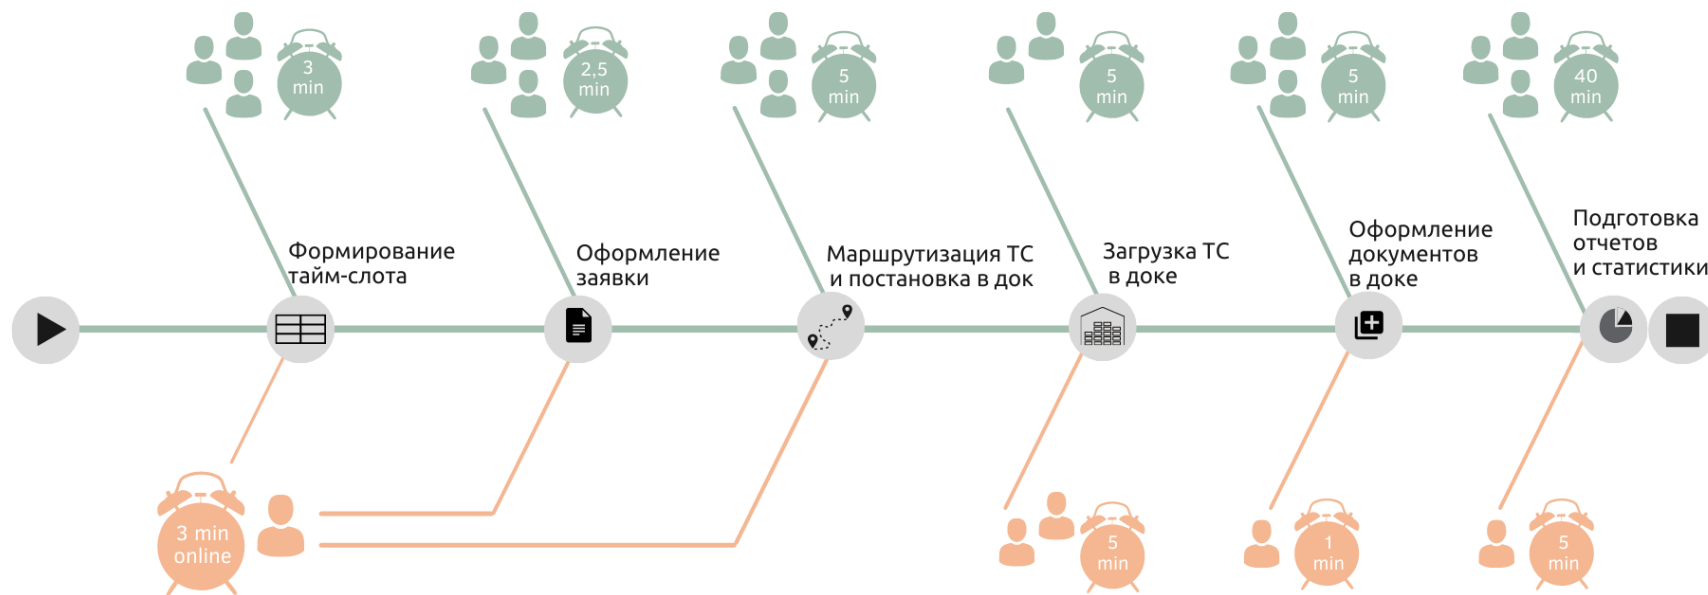 3
min
2,5
min
5
min
5
min
5
min
40
min
Формирование
тайм-слота
Оформление
заявки
Маршрутизация ТС
и постановка в док
Загрузка ТС
в доке
Оформление
документов
в доке
Подготовка
отчетов
и статистики
3 min
online
5
min
1
min
5
min